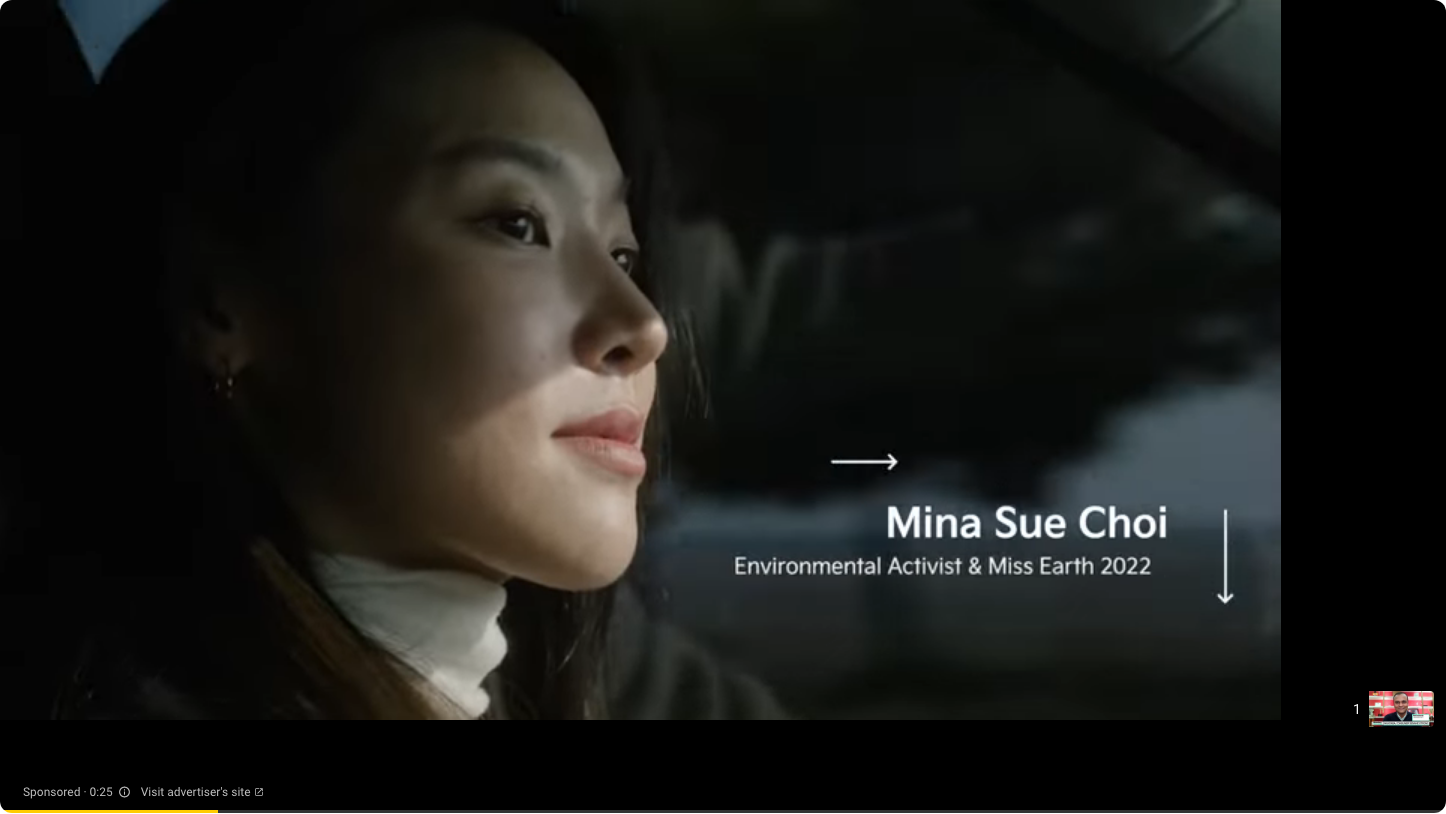 Mina Sue Choi
Environmental Activist & Miss Earth 2022
1
Sponsored · 0:25
Visit advertiser's site